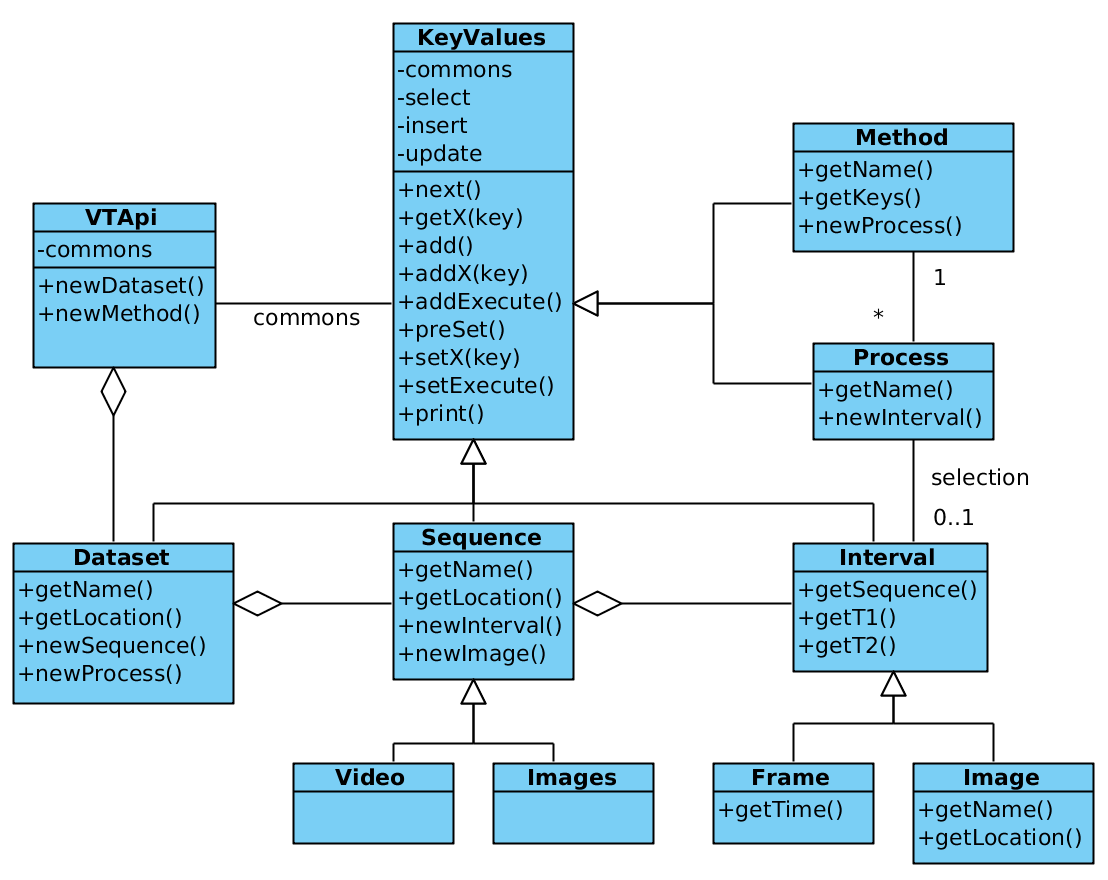 KeyValues
-commons
-select
-insert
-update
+next()
+getX(key)
+add()
+addX(key)
+addExecute()
+preSet()
+setX(key)
+setExecute()
+print()
Method
+getName()
+getKeys()
+newProcess()
VTApi
-commons
+newDataset()
+newMethod()
commons
1
*
Process
+getName()
+newInterval()
selection
0..1
Dataset
+getName()
+getLocation()
+newSequence()
+newProcess()
Sequence
+getName()
+getLocation()
+newInterval()
+newImage()
Interval
+getSequence()
+getT1()
+getT2()
Video
Images
Frame
+getTime()
Image
+getName()
+getLocation()